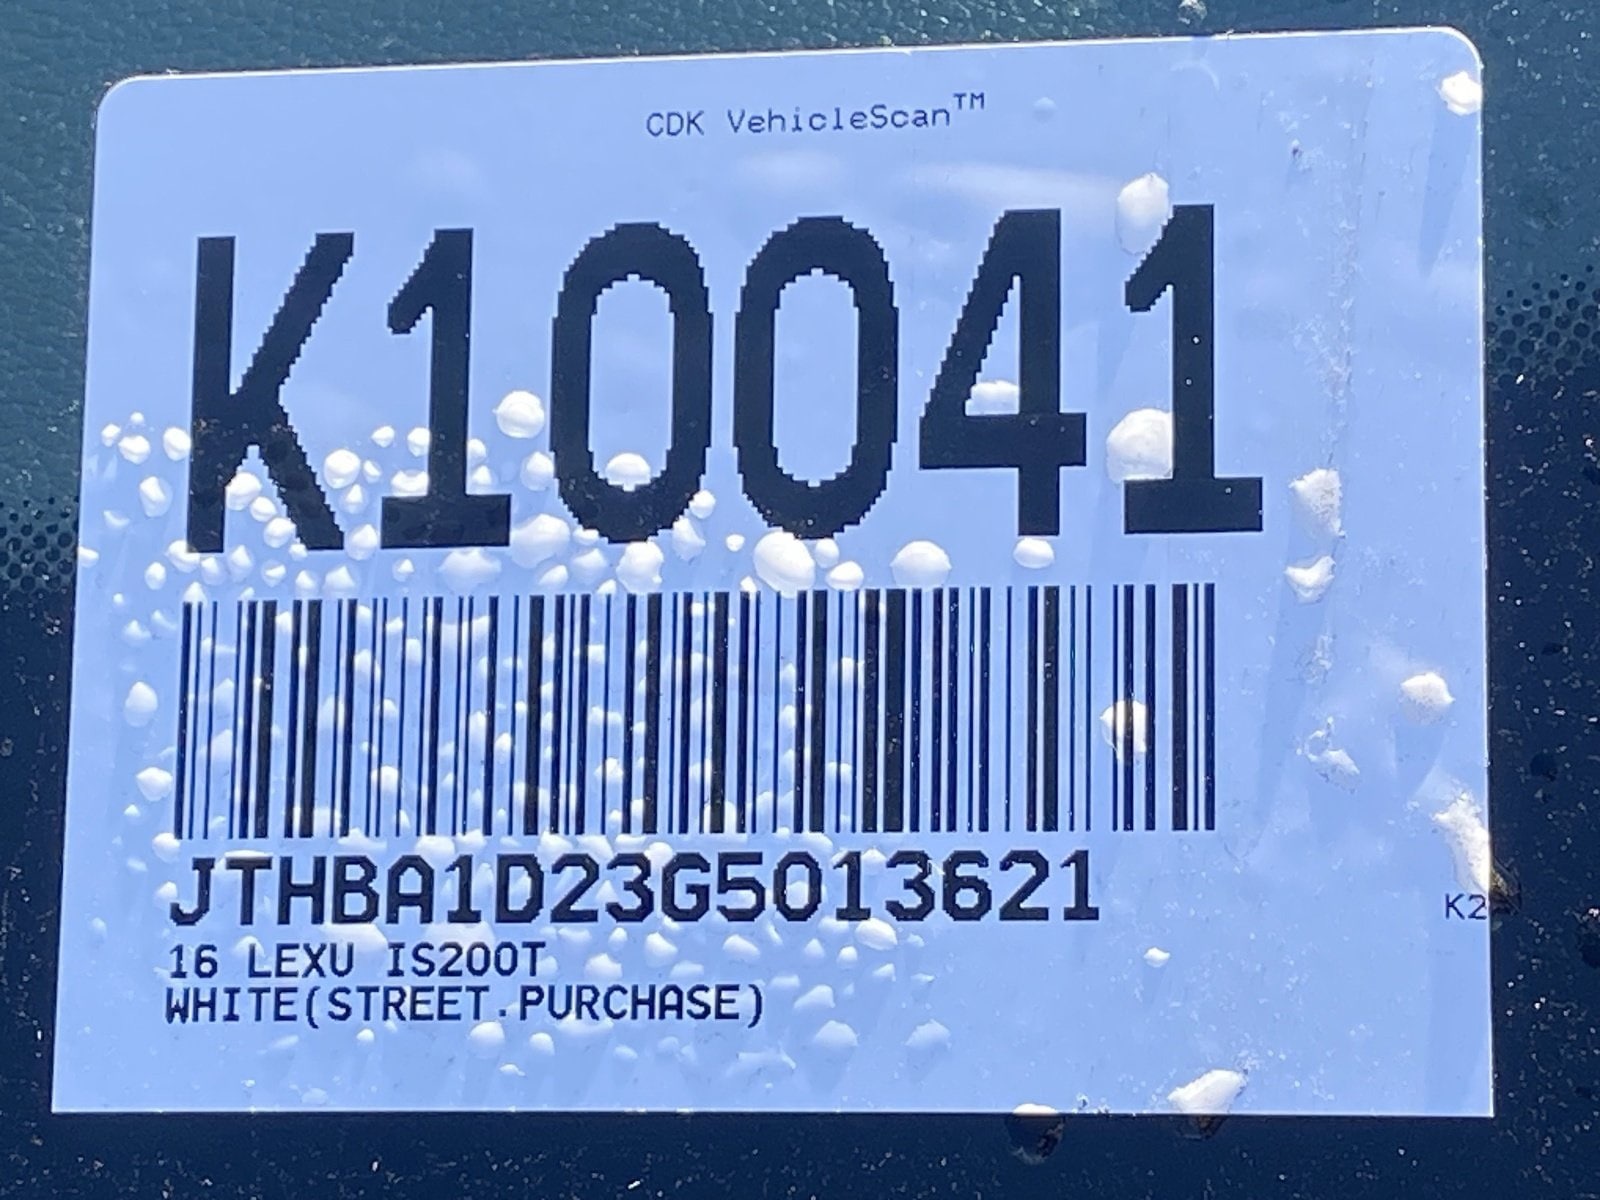 CDK VehicleScan™
K10041
JTHBA1D23G5013621
K2
16 LEXU IS200T
WHITE(STREET.PURCHASE)